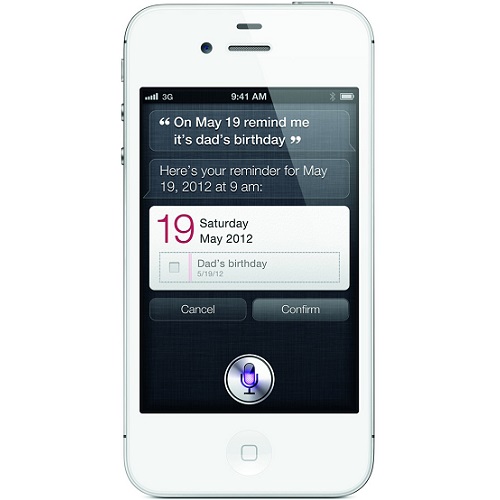 3G 9:41 AM
“ On May 19 remind me
it's dad's birthday ”
Here's your reminder for May
19, 2012 at 9 am:
19 Saturday
May 2012
Dad's birthday
5/19/12
Cancel Confirm